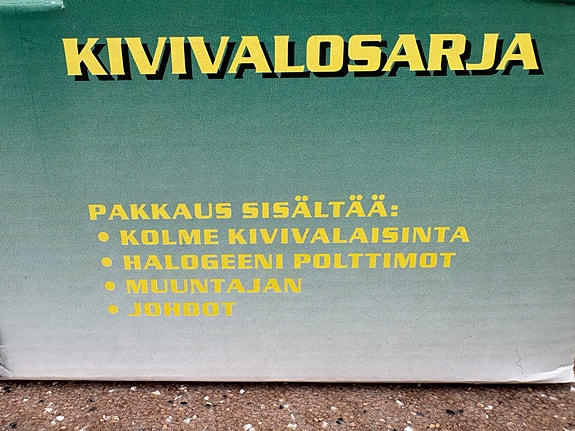 KIVIVALOSARJA
PAKKAUS SISÄLTÄÄ:
• KOLME KIVIVALAISINTA
• HALOGEENI POLTTIMOT
• MUUNTAJAN
• JOHDOT